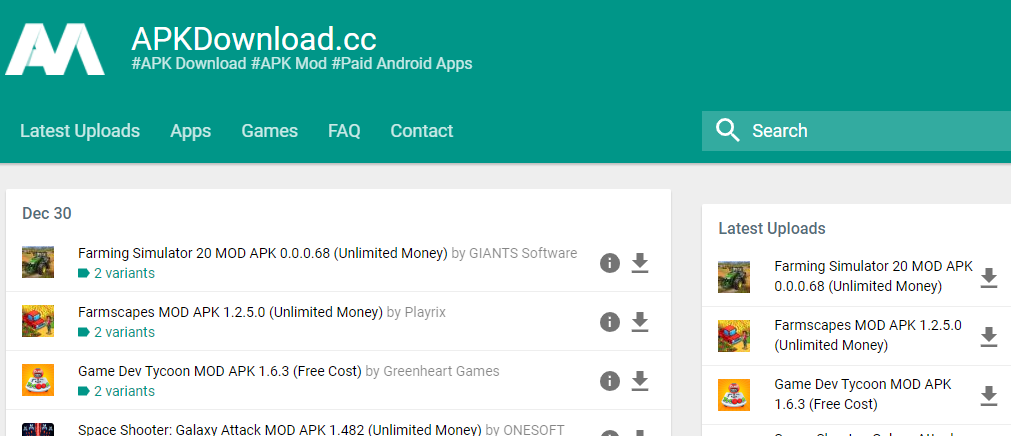 APKDownload.cc
#APK Download #APK Mod #Paid Android Apps
Latest Uploads Apps Games FAQ Contact
Search
Dec 30
Farming Simulator 20 MOD APK 0.0.0.68 (Unlimited Money) by GIANTS Software
2 variants
Farmscapes MOD APK 1.2.5.0 (Unlimited Money) by Playrix
2 variants
Game Dev Tycoon MOD APK 1.6.3 (Free Cost) by Greenheart Games
2 variants
Space Shooter: Galaxy Attack MOD APK 1.482 (Unlimited Money) by ONESOFT
Latest Uploads
Farming Simulator 20 MOD APK
0.0.0.68 (Unlimited Money)
Farmscapes MOD APK 1.2.5.0
(Unlimited Money)
Game Dev Tycoon MOD APK
1.6.3 (Free Cost)